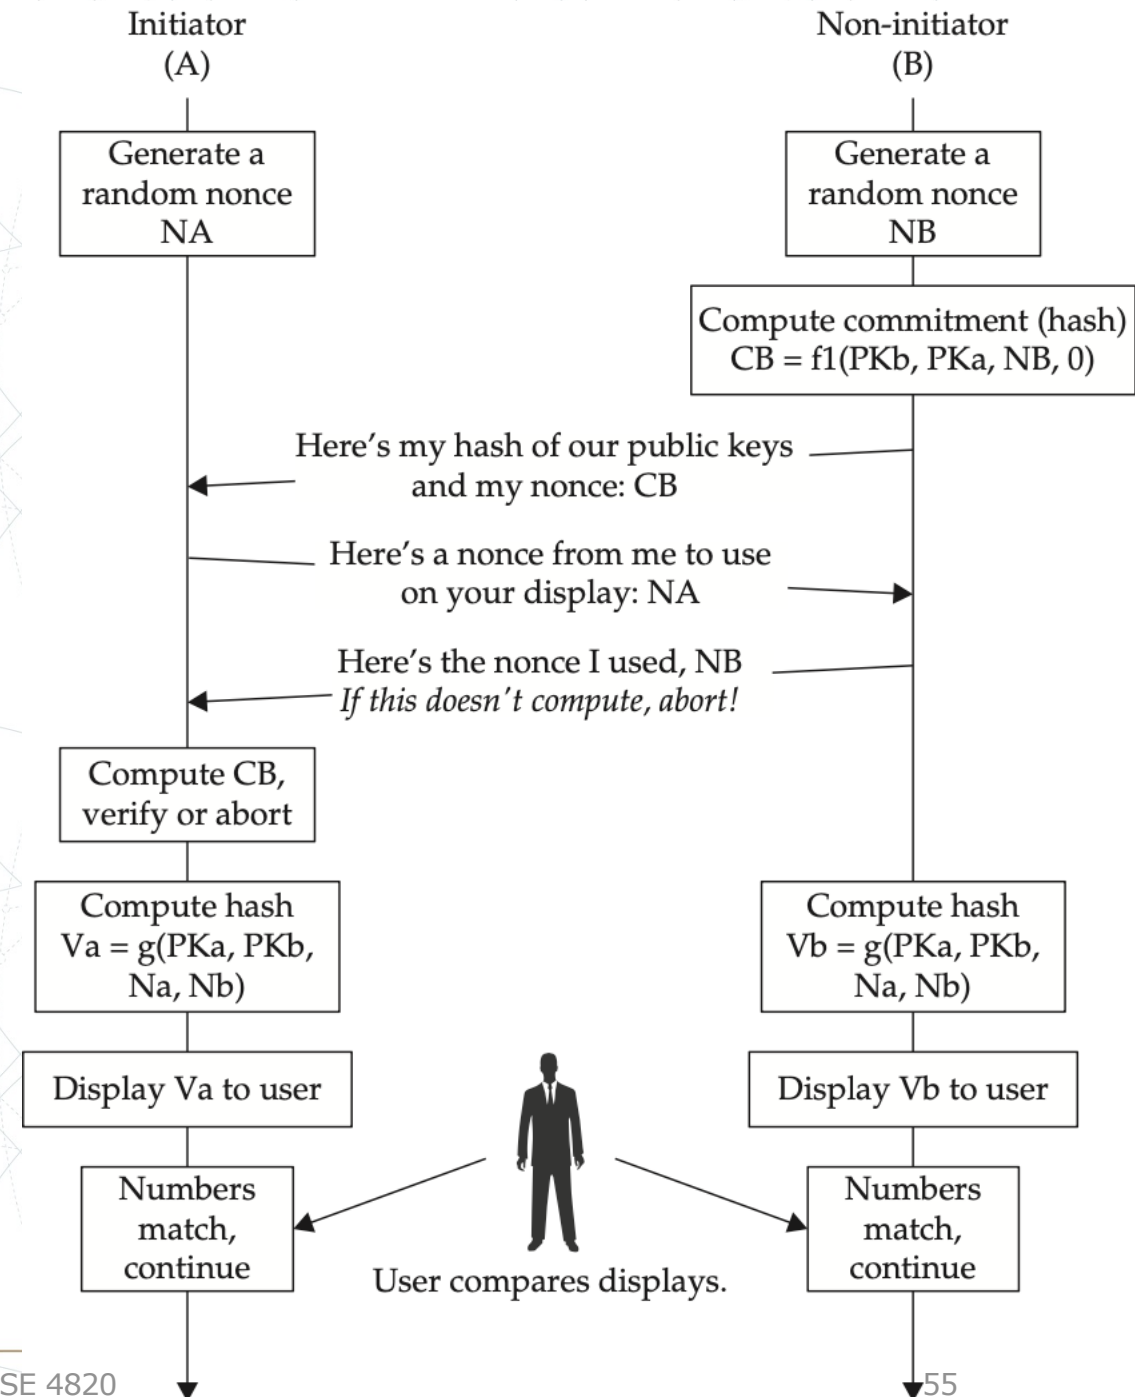 Initiator
(A)
Non-initiator
(B)
Generate a
random nonce
NA
Generate a
random nonce
NB
Compute commitment (hash)
CB = f1(PKb, PKa, NB, 0)
Here's my hash of our public keys
and my nonce: CB
Here's a nonce from me to use
on your display: NA
Here's the nonce I used, NB
If this doesn't compute, abort!
Compute CB,
verify or abort
Compute hash
Va = g(PKa, PKb,
Na, Nb)
Compute hash
Vb = g(PKa, PKb,
Na, Nb)
Display Va to user
Display Vb to user
Numbers
match,
continue
Numbers
match,
continue
User compares displays.
SE 4820
55